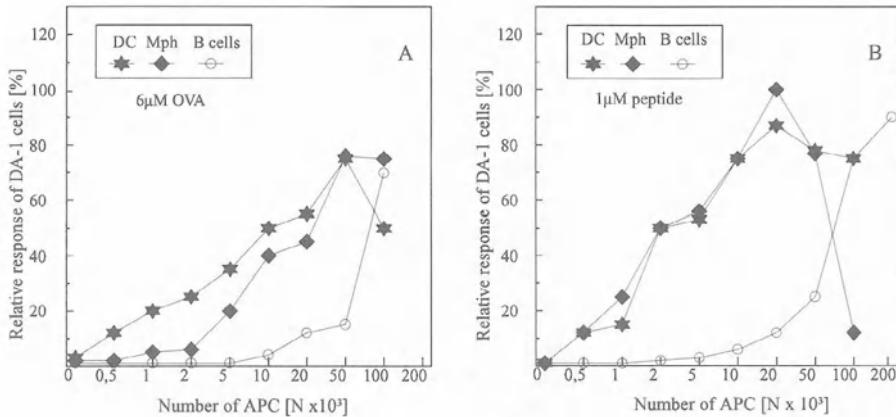 120
100
80
60
40
20
Relative response of DA-1 cells [%]
DC Mph B cells
6µM OVA
A
0 0,5 1 2 5 10 20 50 100 200
Number of APC [N x10³]
120
100
80
60
40
20
Relative response of DA-1 cells [%]
DC Mph B cells
1µM peptide
B
0 0,5 1 2 5 10 20 50 100 200
Number of APC [N x10³]